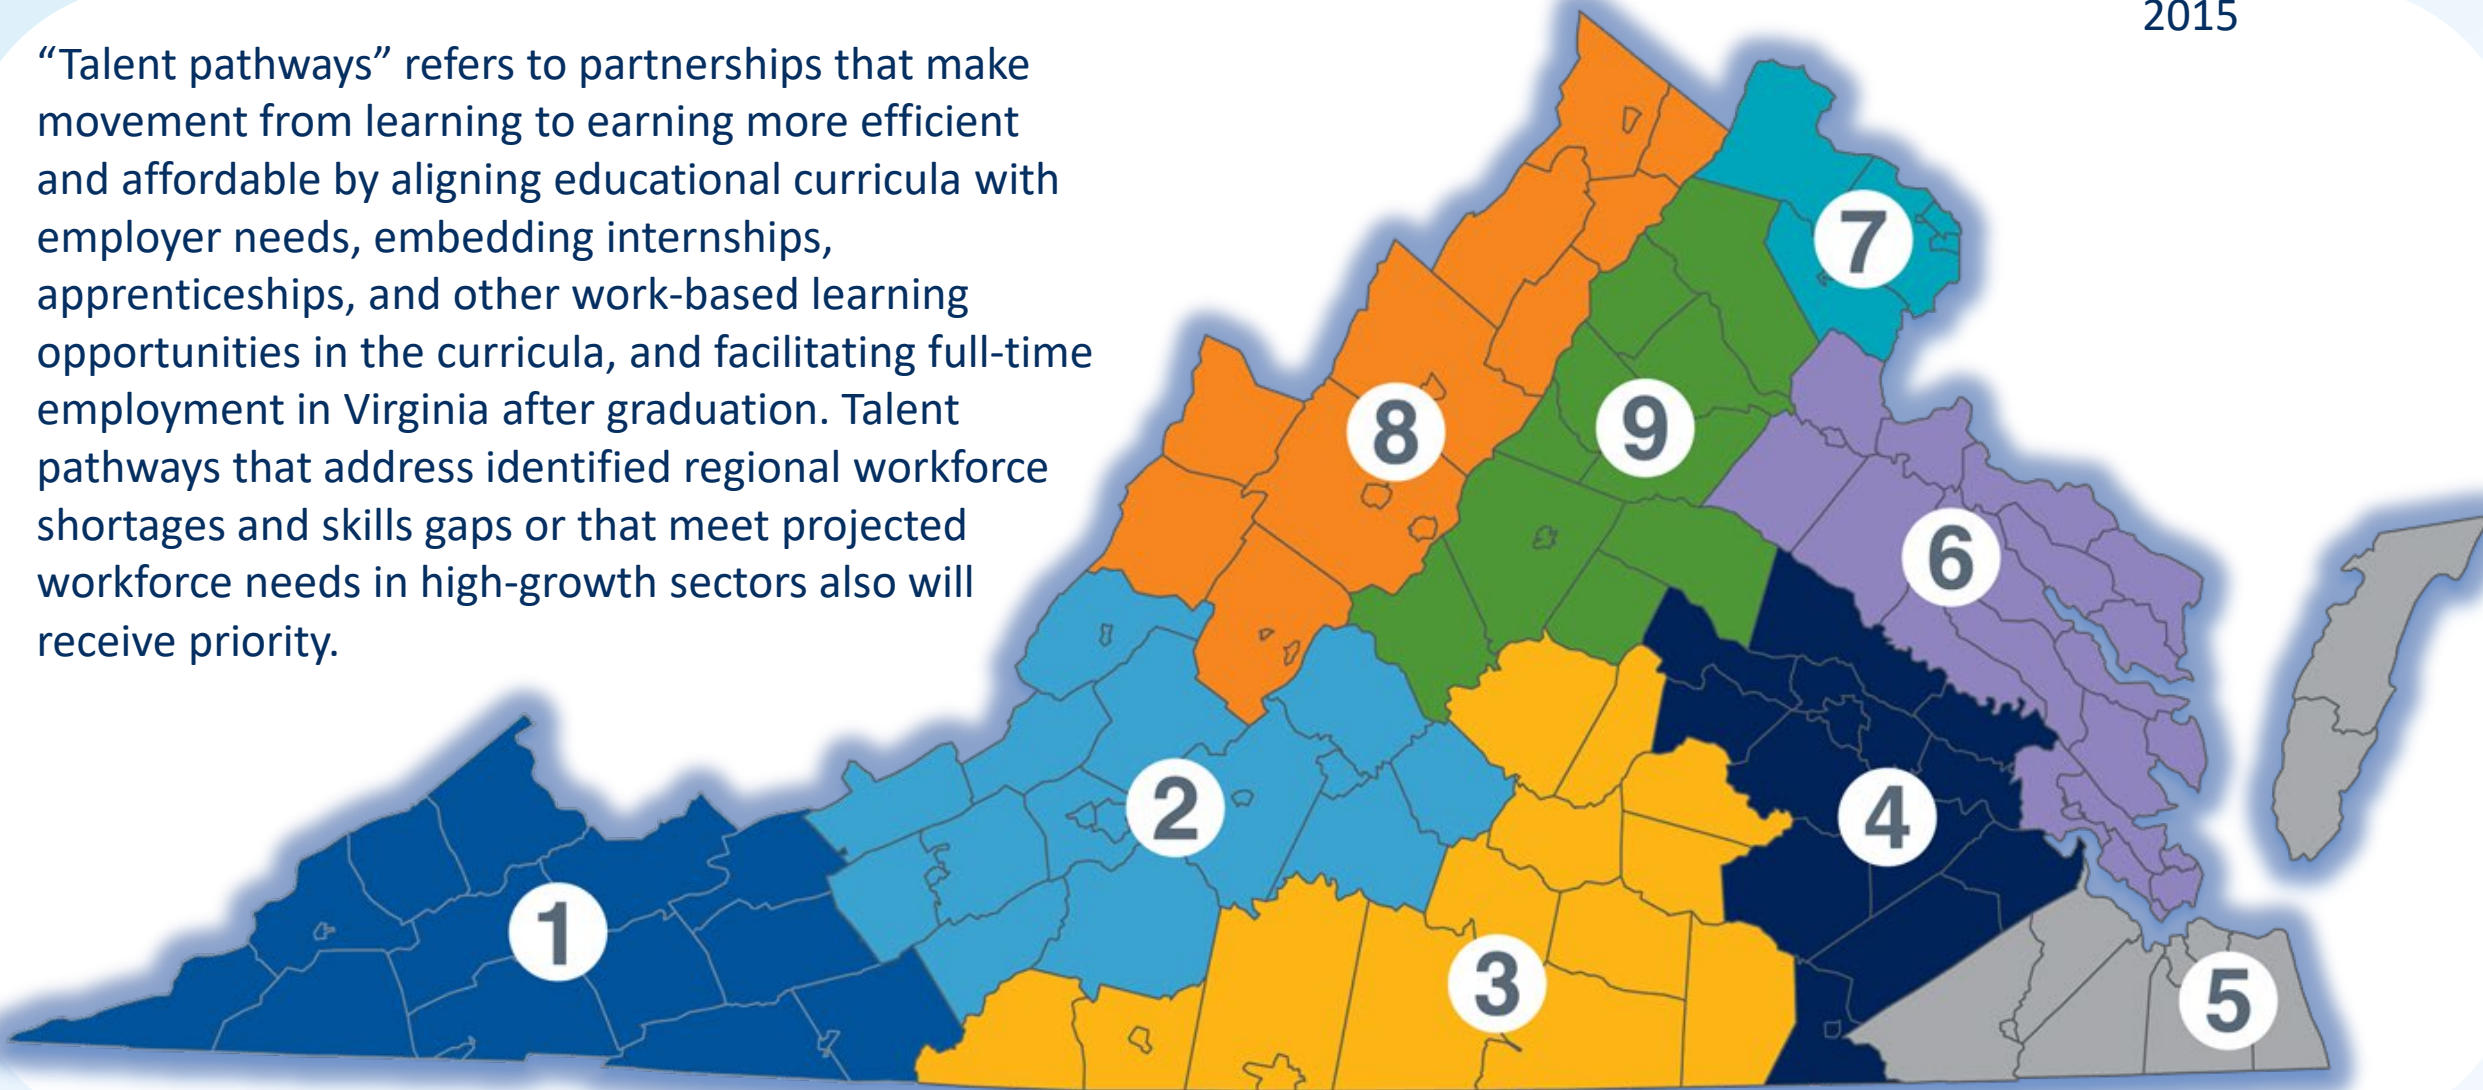 2015
“Talent pathways” refers to partnerships that make
movement from learning to earning more efficient
and affordable by aligning educational curricula with
employer needs, embedding internships,
apprenticeships, and other work-based learning
opportunities in the curricula, and facilitating full-time
employment in Virginia after graduation. Talent
pathways that address identified regional workforce
shortages and skills gaps or that meet projected
workforce needs in high-growth sectors also will
receive priority.
7
8
9
6
2
4
1
3
5